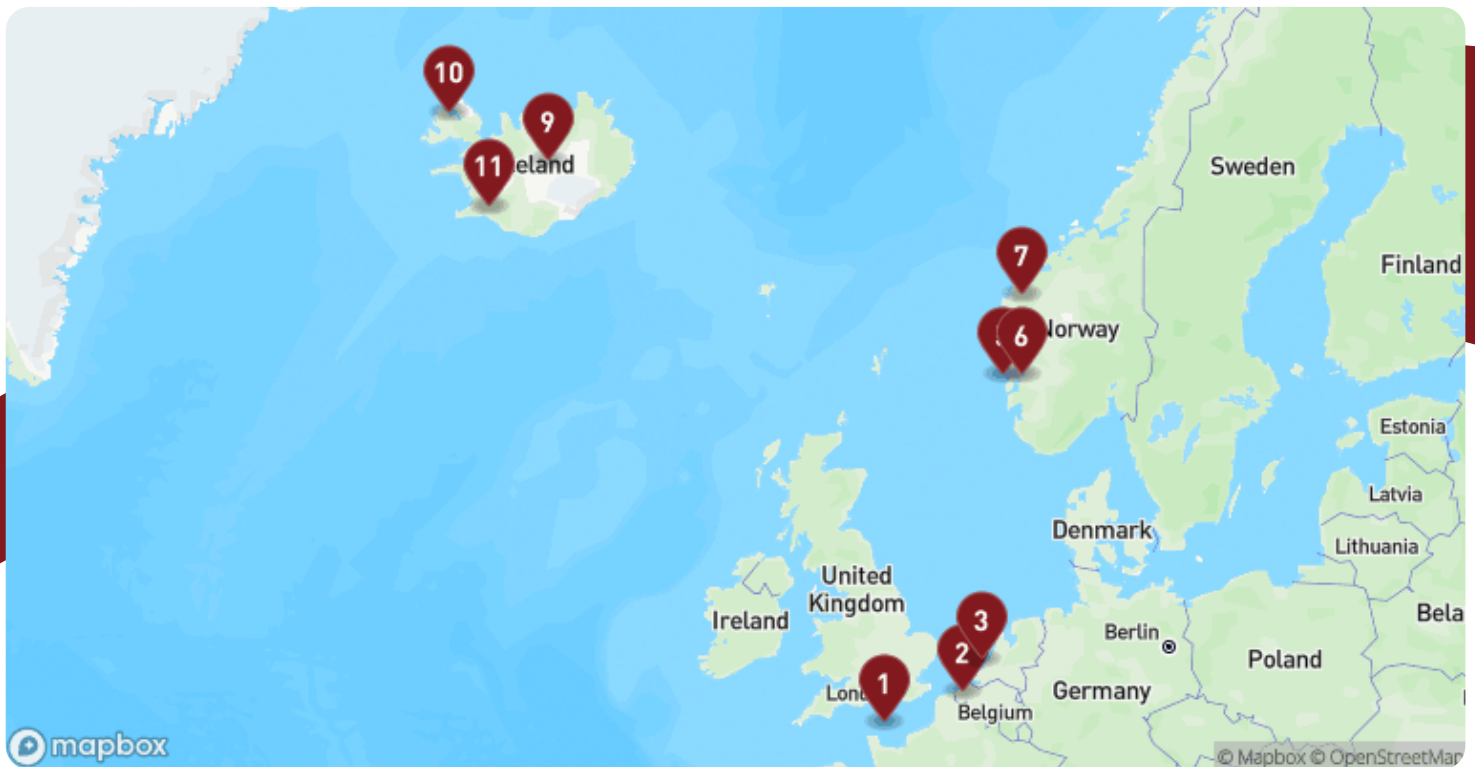 10
9
11
eland
Sweden
7
Finland
6
Norway
Estonia
Latvia
Denmark
Lithuania
United
Kingdom
Ireland
3
Berlin
Bela
2
Poland
1
Lon
Germany
Belgium
mapbox
© Mapbox © OpenStreetMap